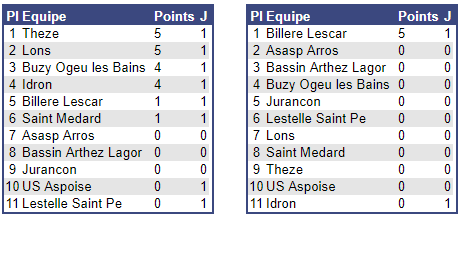 Pl Equipe Points J
1 Theze 5 1
2 Lons 5 1
3 Buzy Ogeu les Bains 4 1
4 Idron 4 1
5 Billere Lescar 1 1
6 Saint Medard 1 1
7 Asasp Arros 0 0
8 Bassin Arthez Lagor 0 0
9 Jurancon 0 0
10 US Aspoise 0 1
11 Lestelle Saint Pe 0 1
Pl Equipe Points J
1 Billere Lescar 5 1
2 Asasp Arros 0 0
3 Bassin Arthez Lagor 0 0
4 Buzy Ogeu les Bains 0 0
5 Jurancon 0 0
6 Lestelle Saint Pe 0 0
7 Lons 0 0
8 Saint Medard 0 0
9 Theze 0 0
10 US Aspoise 0 0
11 Idron 0 1